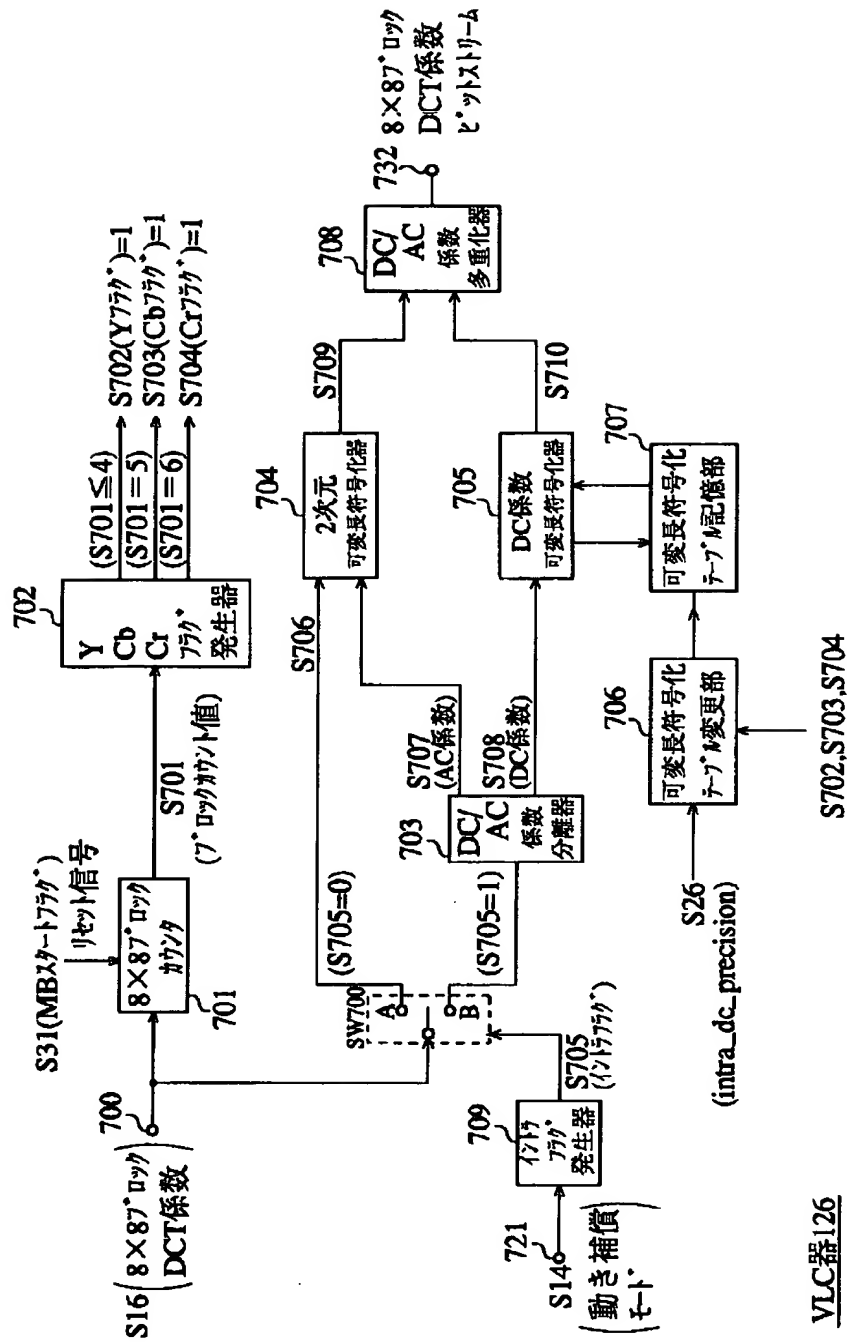 S31(MBスタートフラグ)
リセット信号
S16
8×8ブロック
DCT係数
700
8×8ブロック
カウンタ
701
S701
(ブロックカウント値)
702
Y
Cb
Cr
フラグ
発生器
(S701≦4)
(S701=5)
(S701=6)
S702(Yフラグ)=1
S703(Cbフラグ)=1
S704(Crフラグ)=1
SW700
A
B
(S705=0)
(S705=1)
S706
703
DC/
AC
係数
分離器
S707
(AC係数)
S708
(DC係数)
704
2次元
可変長符号化器
705
DC係数
可変長符号化器
S709
S710
708
DC/
AC
係数
多重化器
732
8×8ブロック
DCT係数
ビットストリーム
721
S14
(動き補償
モード)
709
イントラ
フラグ
発生器
S705
(イントラフラグ)
S26
(intra_dc_precision)
706
可変長符号化
テーブル変更部
707
可変長符号化
テーブル記憶部
S702,S703,S704
VLC器126